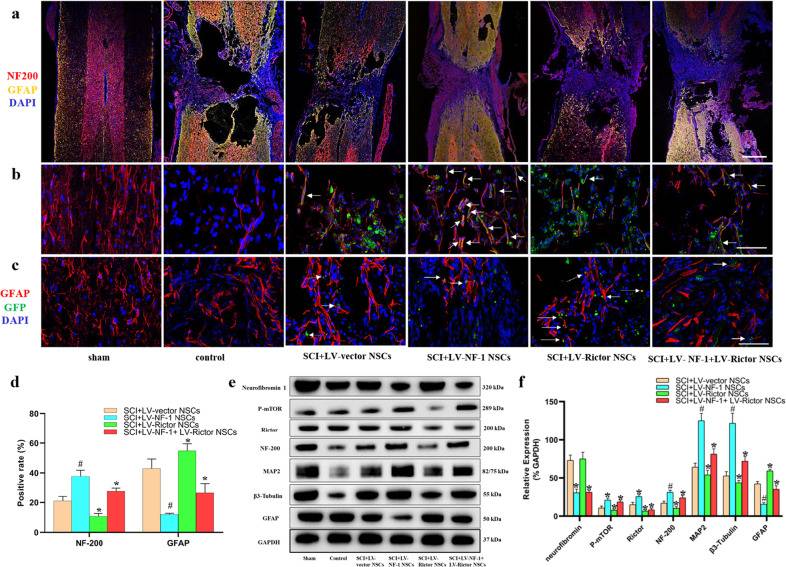 a
NF200
GFAP
DAPI
b
c
GFAP
GFP
DAPI
sham
control
SCI+LV-vector NSCs
SCI+LV-NF-1 NSCs
SCI+LV-Rictor NSCs
SCI+LV- NF-1+LV-Rictor NSCs
d
SCI+LV-vector NSCs
SCI+LV-NF-1 NSCs
SCI+LV-Rictor NSCs
SCI+LV-NF-1+ LV-Rictor NSCs
Positive rate (%)
80
60
40
20
0
# * * # * *
NF-200
GFAP
e
Neurofibromin 1
320 kDa
P-mTOR
289 kDa
Rictor
200 kDa
NF-200
200 kDa
MAP2
82/75 kDa
β3-Tubulin
55 kDa
GFAP
50 kDa
GAPDH
37 kDa
Sham
Control
SCI+LV-
vector NSCs
SCI+LV-
NF-1 NSCs
SCI+LV-
Rictor NSCs
SCI+LV-NF-1+
LV-Rictor NSCs
f
SCI+LV-vector NSCs
SCI+LV-NF-1 NSCs
SCI+LV-Rictor NSCs
SCI+LV-NF-1+ LV-Rictor NSCs
Relative Expression
(% GAPDH)
150
100
50
0
* * * * * * * * * # * * # * * # * * # * *
neurofibromin
P-mTOR
Rictor
NF-200
MAP2
β3-Tubulin
GFAP